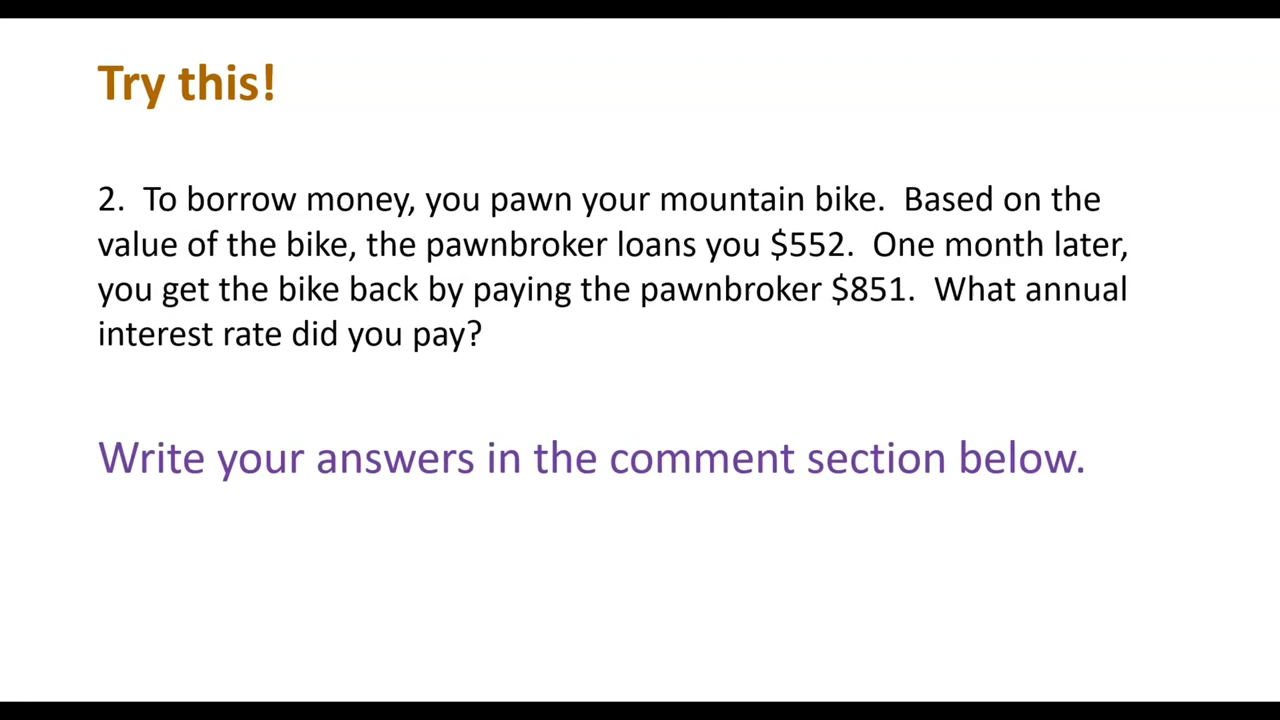 Try this!
2.  To borrow money, you pawn your mountain bike.  Based on the
value of the bike, the pawnbroker loans you $552.  One month later,
you get the bike back by paying the pawnbroker $851.  What annual
interest rate did you pay?
Write your answers in the comment section below.